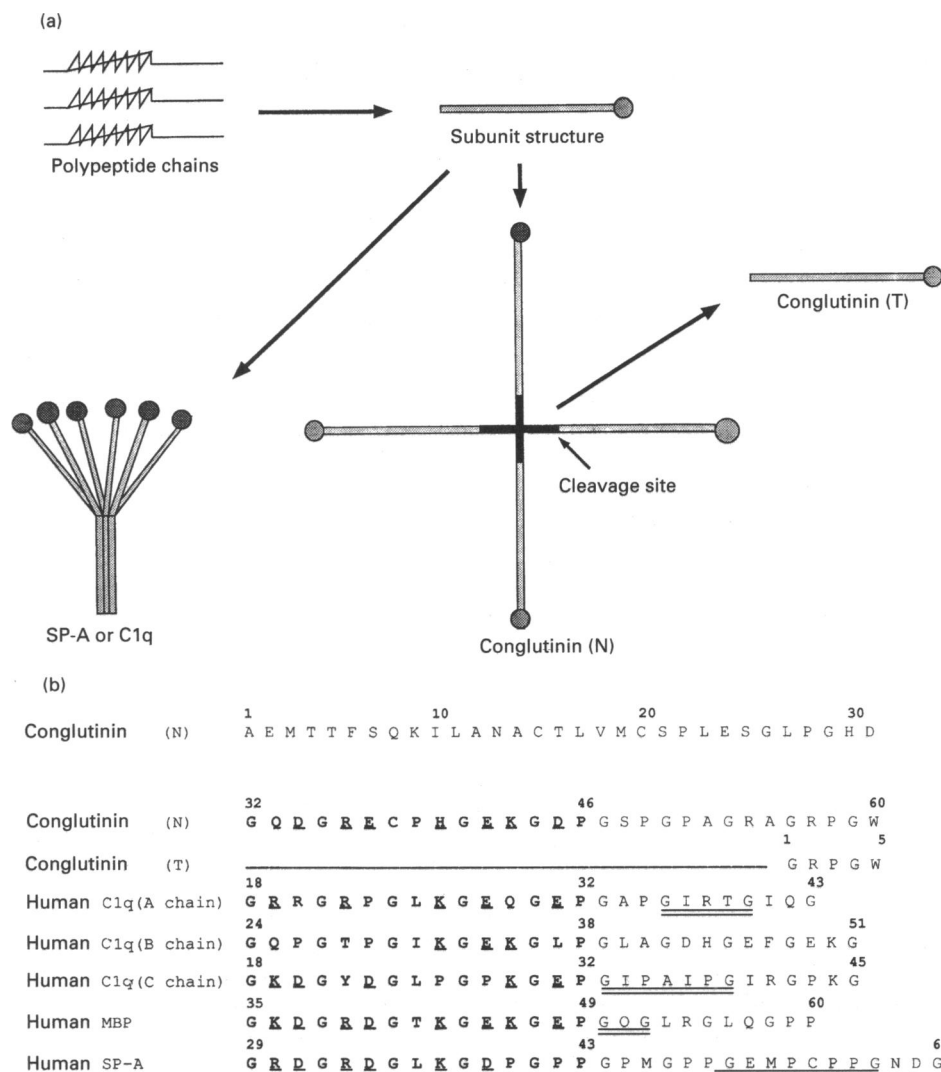 (a)
Polypeptide chains
Subunit structure
Conglutinin (T)
Cleavage site
SP-A or C1q
Conglutinin (N)
(b)
1 10 20 30
Conglutinin (N) A E M T T F S Q K I L A N A C T L V M C S P L E S G L P G H D
32 46 60
Conglutinin (N) G Q D G R E C P H G E K G D P G S P G P A G R A G R P G W
1 5
Conglutinin (T) G R P G W
18 32 43
Human C1q(A chain) G R R G R P G L K G E Q G E P G A P G I R T G I Q G
24 38 51
Human C1q(B chain) G Q P G T P G I K G E K G L P G L A G D H G E F G E K G
18 32 45
Human C1q(C chain) G K D G Y D G L P G P K G E P G I P A I P G I R G P K G
35 49 60
Human MBP G K D G R D G T K G E K G E P G Q G L R G L Q G P P
29 43 6
Human SP-A G R D G R D G L K G D P G P P G P M G P P G E M P C P P G N D G